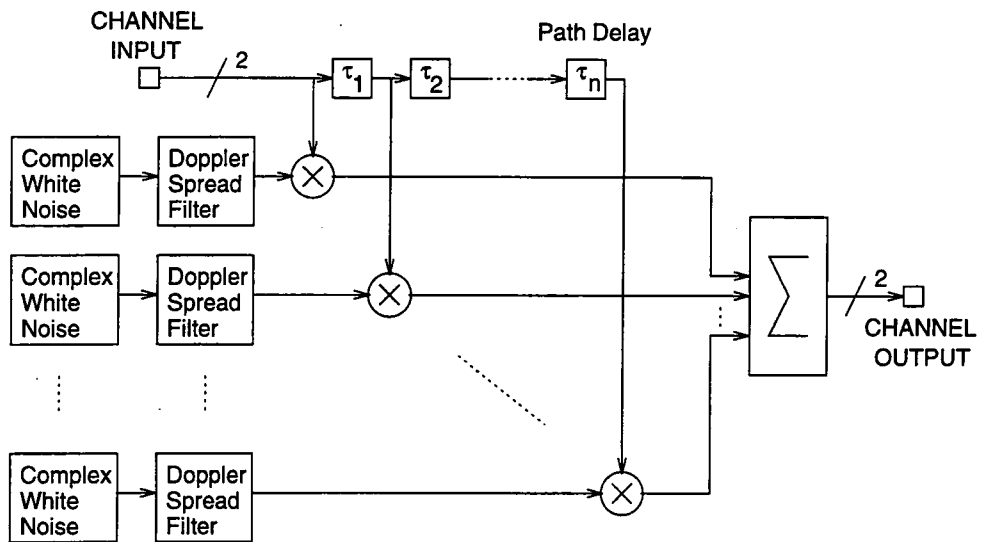 CHANNEL
INPUT
2
Path Delay
τ1
τ2
τn
Complex
White
Noise
Doppler
Spread
Filter
×
Complex
White
Noise
Doppler
Spread
Filter
×
Σ
2
CHANNEL
OUTPUT
Complex
White
Noise
Doppler
Spread
Filter
×